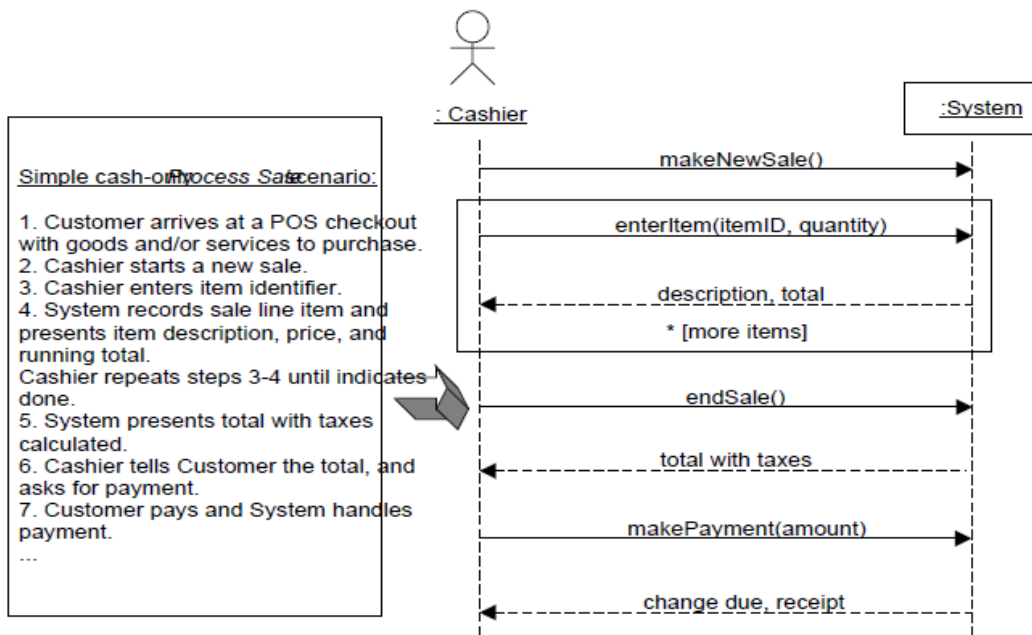 Simple cash-only Process Sale scenario:
1. Customer arrives at a POS checkout
with goods and/or services to purchase.
2. Cashier starts a new sale.
3. Cashier enters item identifier.
4. System records sale line item and
presents item description, price, and
running total.
Cashier repeats steps 3-4 until indicates
done.
5. System presents total with taxes
calculated.
6. Cashier tells Customer the total, and
asks for payment.
7. Customer pays and System handles
payment.
...
: Cashier
:System
makeNewSale()
enterItem(itemID, quantity)
description, total
* [more items]
endSale()
total with taxes
makePayment(amount)
change due, receipt